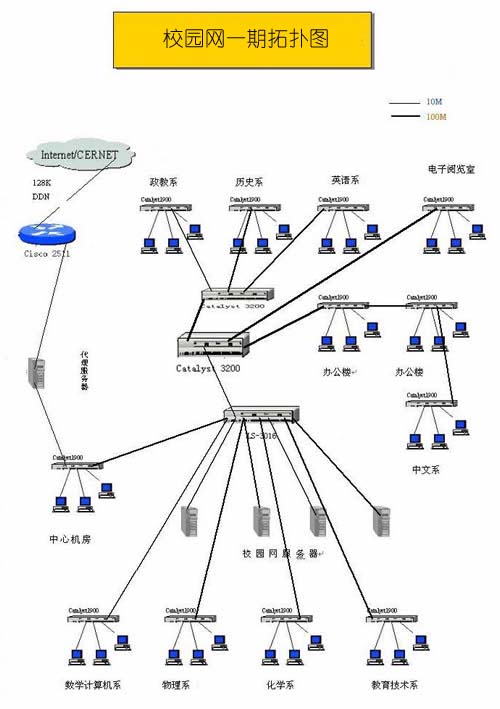 校园网一期拓扑图
10M
100M
Internet/CERNET
128K
DDN
Cisco 2511
政教系
Catalyst1900
历史系
Catalyst1900
英语系
Catalyst1900
电子阅览室
Catalyst1900
Catalyst 3200
Catalyst 3200
Catalyst1900
办公楼
Catalyst1900
办公楼
Catalyst1900
中文系
代理服务器
LS-3016
Catalyst1900
中心机房
校园网服务器
Catalyst1900
数学计算机系
Catalyst1900
物理系
Catalyst1900
化学系
Catalyst1900
教育技术系